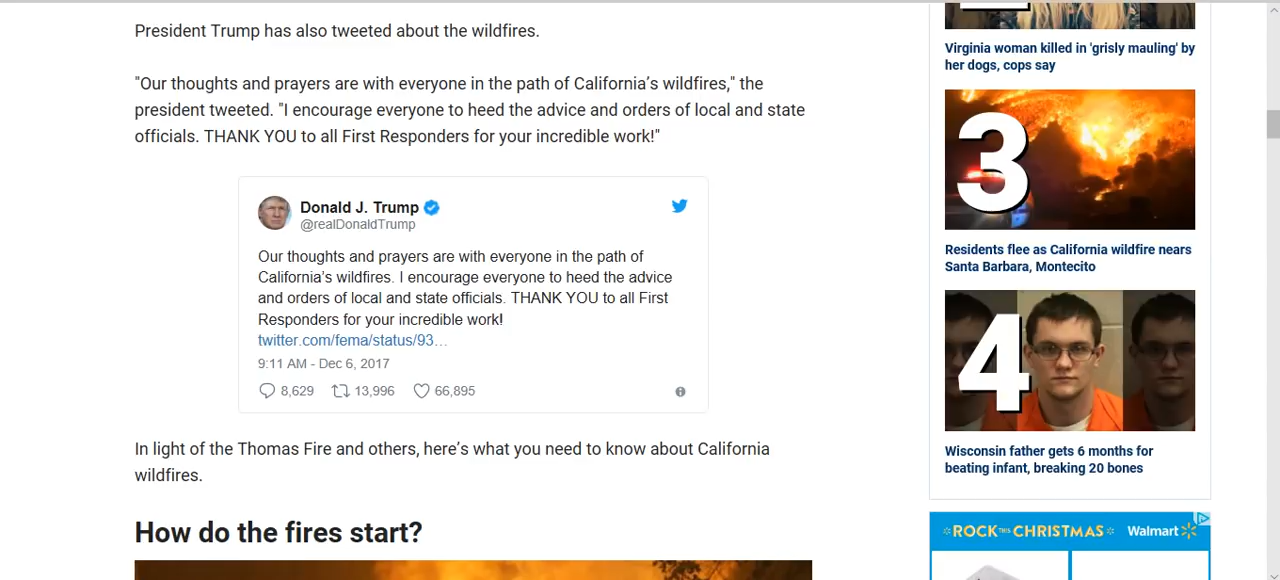 President Trump has also tweeted about the wildfires.
"Our thoughts and prayers are with everyone in the path of California’s wildfires," the
president tweeted. "I encourage everyone to heed the advice and orders of local and state
officials. THANK YOU to all First Responders for your incredible work!"
Donald J. Trump
@realDonaldTrump
Our thoughts and prayers are with everyone in the path of
California’s wildfires. I encourage everyone to heed the advice
and orders of local and state officials. THANK YOU to all First
Responders for your incredible work!
twitter.com/fema/status/93…
9:11 AM - Dec 6, 2017
8,629 13,996 66,895
In light of the Thomas Fire and others, here’s what you need to know about California
wildfires.
How do the fires start?
Virginia woman killed in 'grisly mauling' by
her dogs, cops say
3
Residents flee as California wildfire nears
Santa Barbara, Montecito
4
Wisconsin father gets 6 months for
beating infant, breaking 20 bones
ROCK THIS CHRISTMAS Walmart